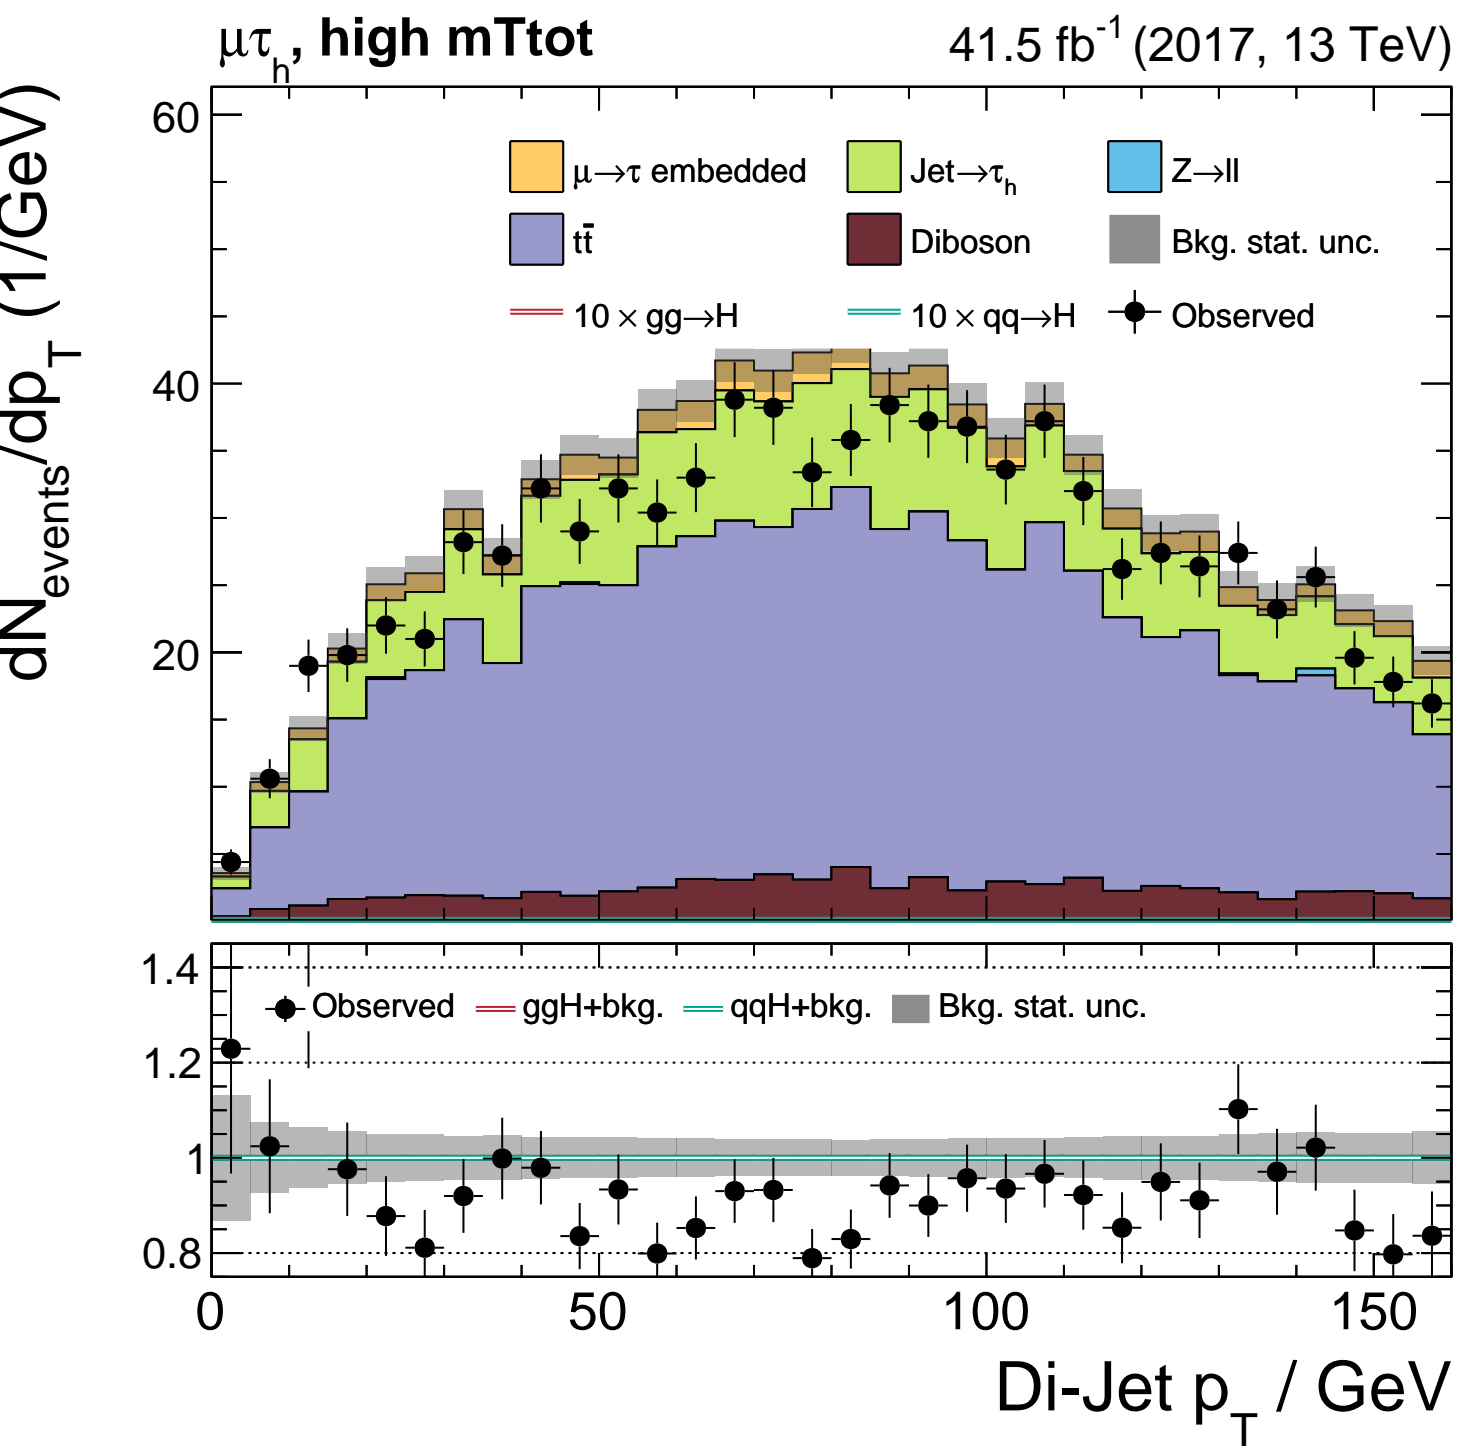 μτh, high mTtot 41.5 fb-1 (2017, 13 TeV)
dNevents/dpT (1/GeV)
60
40
20
μ→τ embedded Jet→τh Z→ll
tt̄ Diboson Bkg. stat. unc.
10 × gg→H 10 × qq→H Observed
1.4
1.2
1
0.8
Observed ggH+bkg. qqH+bkg. Bkg. stat. unc.
0 50 100 150
Di-Jet pT / GeV